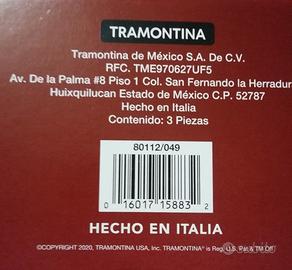 TRAMONTINA
Tramontina de México S.A. De C.V.
RFC. TME970627UF5
Av. De la Palma #8 Piso 1 Col. San Fernando la Herradur
Huixquilucan Estado de México C.P. 52787
Hecho en Italia
Contenido: 3 Piezas
80112/049
0 16017 15883 2
HECHO EN ITALIA
©COPYRIGHT 2020, TRAMONTINA USA, Inc. TRAMONTINA® is Reg. U.S. Pat & TM Off